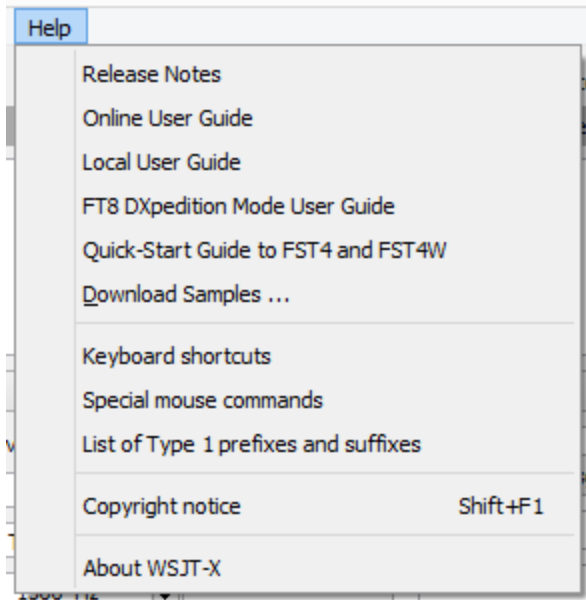 Help
Release Notes
Online User Guide
Local User Guide
FT8 DXpedition Mode User Guide
Quick-Start Guide to FST4 and FST4W
Download Samples ...
Keyboard shortcuts
Special mouse commands
List of Type 1 prefixes and suffixes
Copyright notice Shift+F1
About WSJT-X